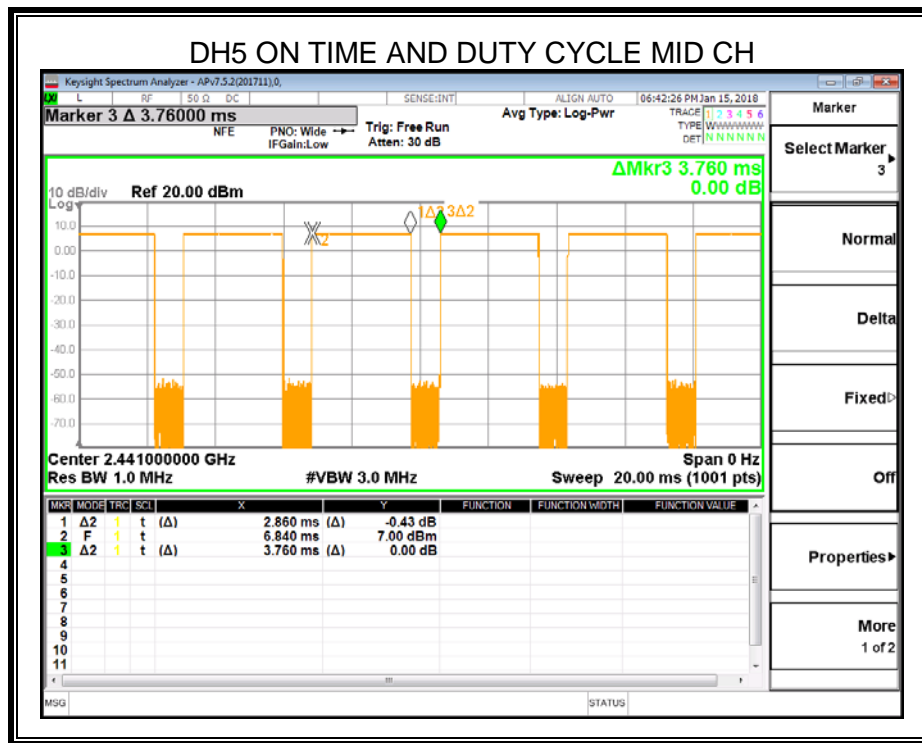 DH5 ON TIME AND DUTY CYCLE MID CH
Keysight Spectrum Analyzer - APv7.5.2(201711),0,
L RF 50 Ω DC SENSE:INT ALIGN AUTO 06:42:26 PM Jan 15, 2018
Marker 3 Δ 3.76000 ms
NFE
PNO: Wide
IFGain:Low
Trig: Free Run
Atten: 30 dB
Avg Type: Log-Pwr
TRACE 1 2 3 4 5 6
TYPE WWWWWW
DET N N N N N N
ΔMkr3 3.760 ms
0.00 dB
10 dB/div Ref 20.00 dBm
Log
10.0
0.00
-10.0
-20.0
-30.0
-40.0
-50.0
-60.0
-70.0
2
1Δ2
3Δ2
Center 2.441000000 GHz Span 0 Hz
Res BW 1.0 MHz #VBW 3.0 MHz Sweep 20.00 ms (1001 pts)
MKR MODE TRC SCL X Y FUNCTION FUNCTION WIDTH FUNCTION VALUE
1 Δ2 1 t (Δ) 2.860 ms (Δ) -0.43 dB
2 F 1 t 6.840 ms 7.00 dBm
3 Δ2 1 t (Δ) 3.760 ms (Δ) 0.00 dB
4
5
6
7
8
9
10
11
MSG STATUS
Marker
Select Marker
3
Normal
Delta
Fixed
Off
Properties
More
1 of 2